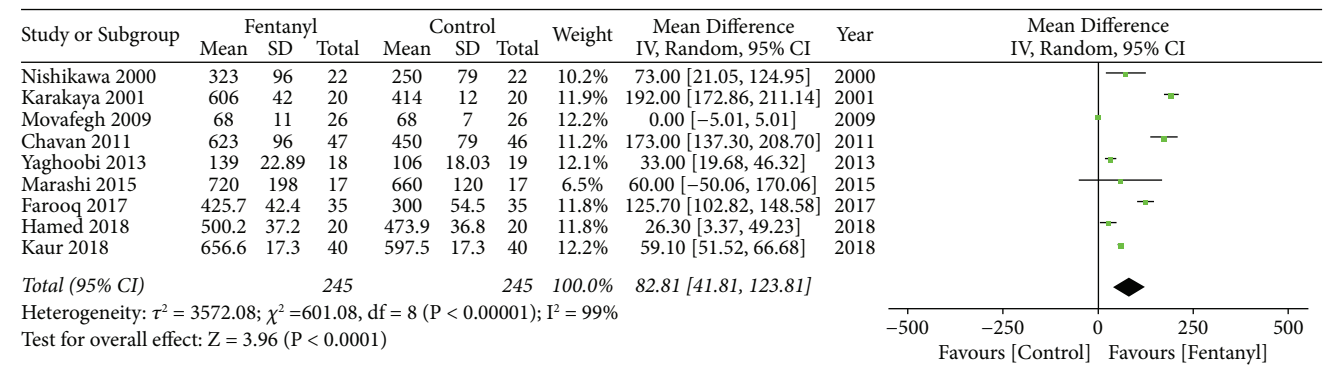 Study or Subgroup Fentanyl Control Weight Mean Difference Year Mean Difference
Mean SD Total Mean SD Total IV, Random, 95% CI IV, Random, 95% CI
Nishikawa 2000 323 96 22 250 79 22 10.2% 73.00 [21.05, 124.95] 2000
Karakaya 2001 606 42 20 414 12 20 11.9% 192.00 [172.86, 211.14] 2001
Movafegh 2009 68 11 26 68 7 26 12.2% 0.00 [−5.01, 5.01] 2009
Chavan 2011 623 96 47 450 79 46 11.2% 173.00 [137.30, 208.70] 2011
Yaghoobi 2013 139 22.89 18 106 18.03 19 12.1% 33.00 [19.68, 46.32] 2013
Marashi 2015 720 198 17 660 120 17 6.5% 60.00 [−50.06, 170.06] 2015
Farooq 2017 425.7 42.4 35 300 54.5 35 11.8% 125.70 [102.82, 148.58] 2017
Hamed 2018 500.2 37.2 20 473.9 36.8 20 11.8% 26.30 [3.37, 49.23] 2018
Kaur 2018 656.6 17.3 40 597.5 17.3 40 12.2% 59.10 [51.52, 66.68] 2018
Total (95% CI) 245 245 100.0% 82.81 [41.81, 123.81]
Heterogeneity: τ² = 3572.08; χ² =601.08, df = 8 (P < 0.00001); I² = 99%
Test for overall effect: Z = 3.96 (P < 0.0001)
−500 −250 0 250 500
Favours [Control] Favours [Fentanyl]